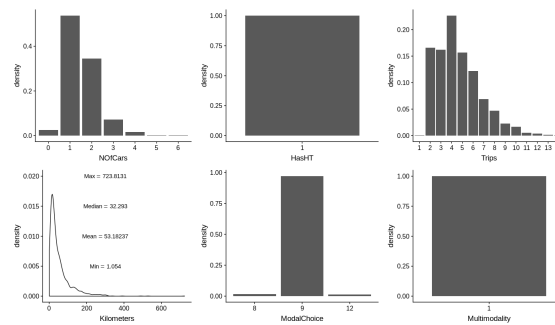 density
0.4
0.2
0.0
0 1 2 3 4 5 6
NOfCars
density
1.00
0.75
0.50
0.25
0.00
1
HasHT
density
0.20
0.15
0.10
0.05
0.00
1 2 3 4 5 6 7 8 9 10 11 12 13
Trips
density
0.020
0.015
0.010
0.005
0.000
Max = 723.8131
Median = 32.293
Mean = 53.18237
Min = 1.054
0 200 400 600
Kilometers
density
1.00
0.75
0.50
0.25
0.00
8 9 12
ModalChoice
density
1.00
0.75
0.50
0.25
0.00
1
Multimodality